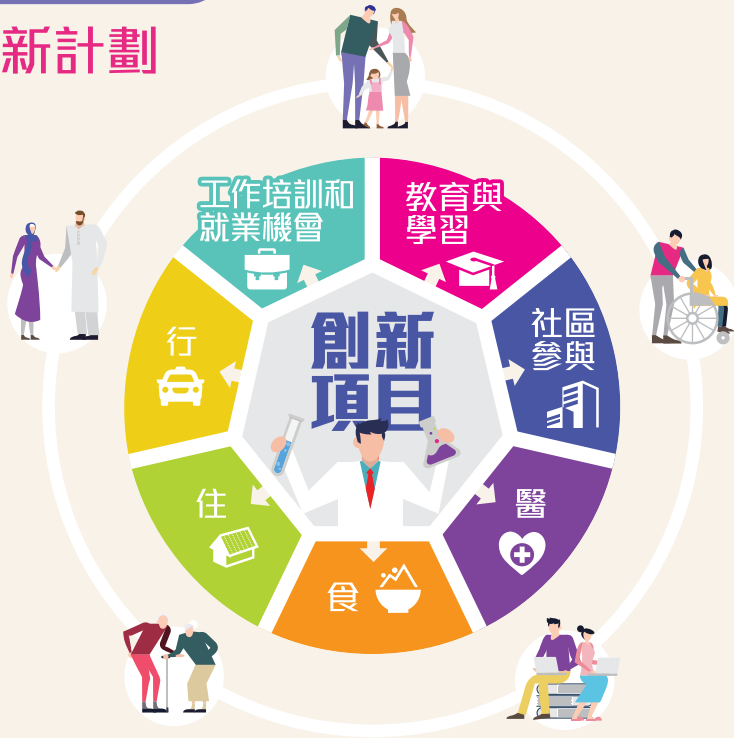 新計劃
工作培訓和
就業機會
教育與
學習
行
創新
項目
社區
參與
住
醫
食